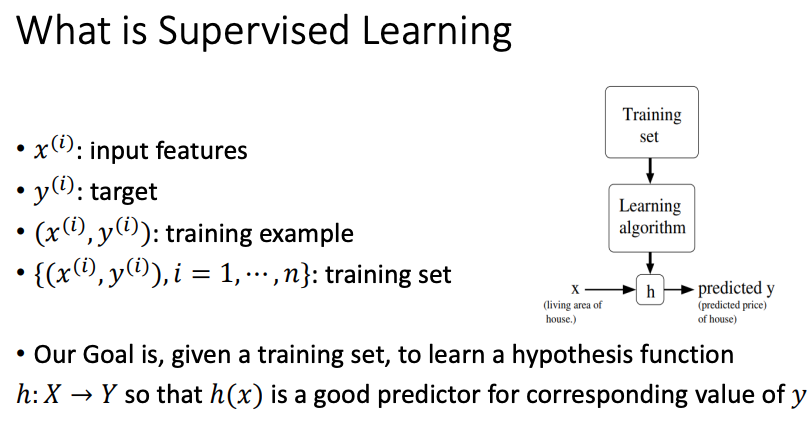 What is Supervised Learning
• x⁽ⁱ⁾: input features
• y⁽ⁱ⁾: target
• (x⁽ⁱ⁾, y⁽ⁱ⁾): training example
• {(x⁽ⁱ⁾, y⁽ⁱ⁾), i = 1, ⋯, n}: training set
Training
set
Learning
algorithm
x
(living area of
house.)
h
predicted y
(predicted price)
of house)
• Our Goal is, given a training set, to learn a hypothesis function
h: X → Y so that h(x) is a good predictor for corresponding value of y